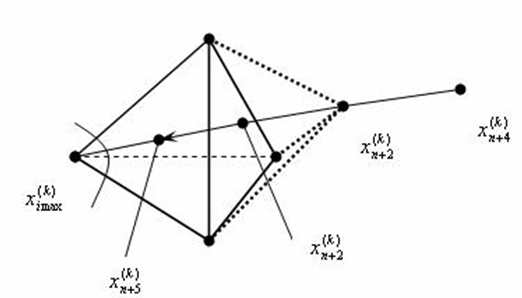 x_{n+4}^{(k)}
x_{n+2}^{(k)}
x_{imax}^{(k)}
x_{n+2}^{(k)}
x_{n+5}^{(k)}